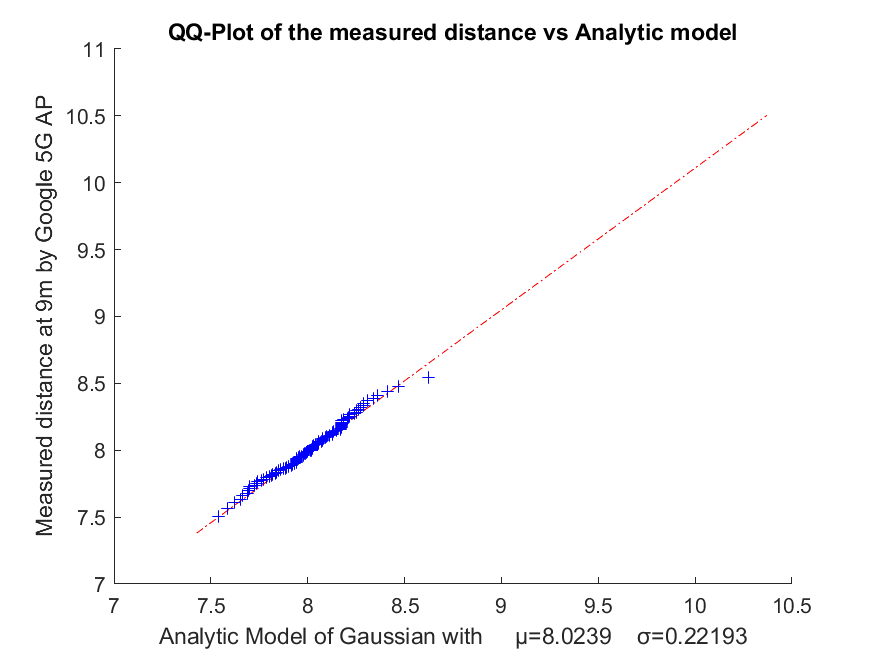 QQ-Plot of the measured distance vs Analytic model
11
10.5
10
9.5
9
8.5
8
7.5
7
Measured distance at 9m by Google 5G AP
7 7.5 8 8.5 9 9.5 10 10.5
Analytic Model of Gaussian with μ=8.0239 σ=0.22193